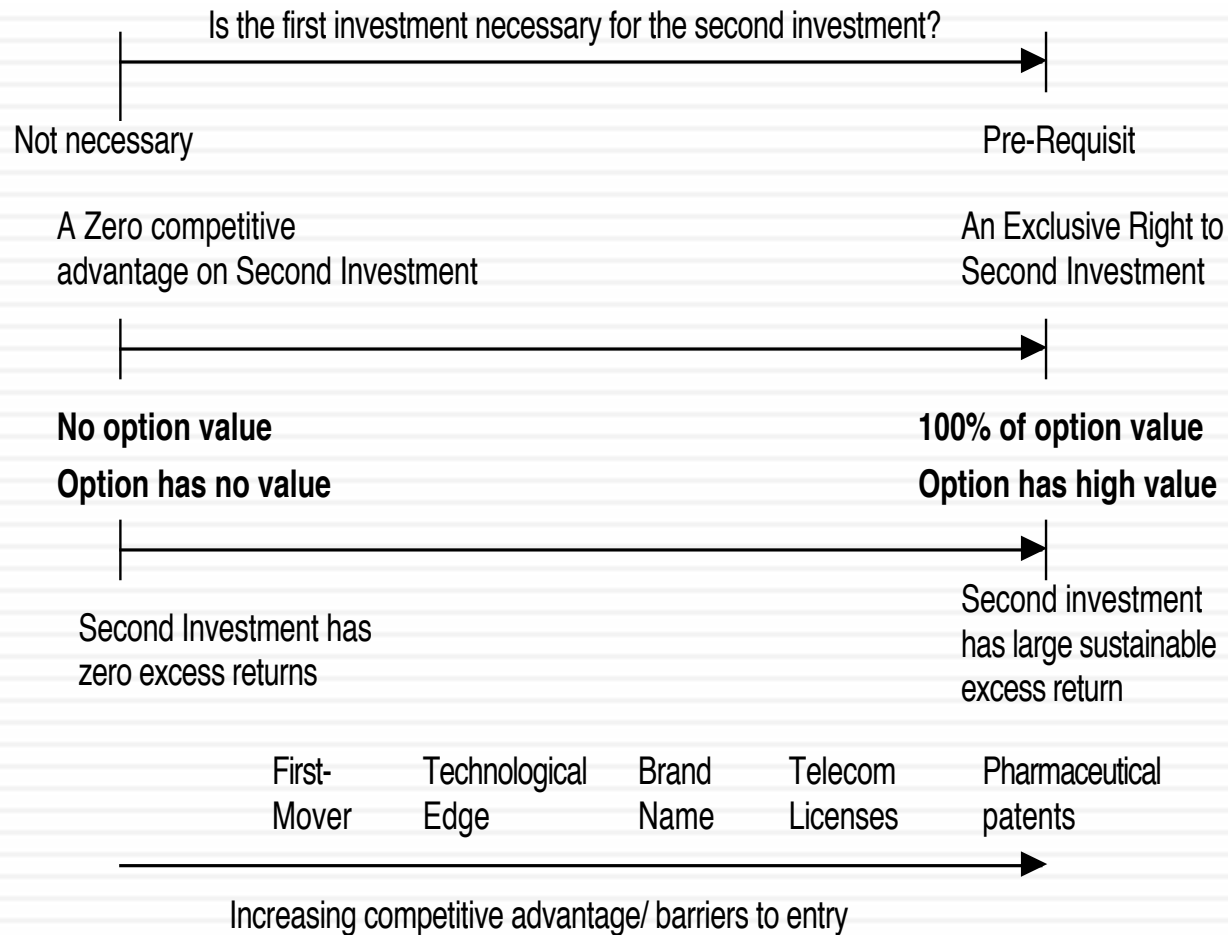 Is the first investment necessary for the second investment?
Not necessary
Pre-Requisit
A Zero competitive
advantage on Second Investment
An Exclusive Right to
Second Investment
No option value
100% of option value
Option has no value
Option has high value
Second Investment has
zero excess returns
Second investment
has large sustainable
excess return
First-
Mover
Technological
Edge
Brand
Name
Telecom
Licenses
Pharmaceutical
patents
Increasing competitive advantage/ barriers to entry